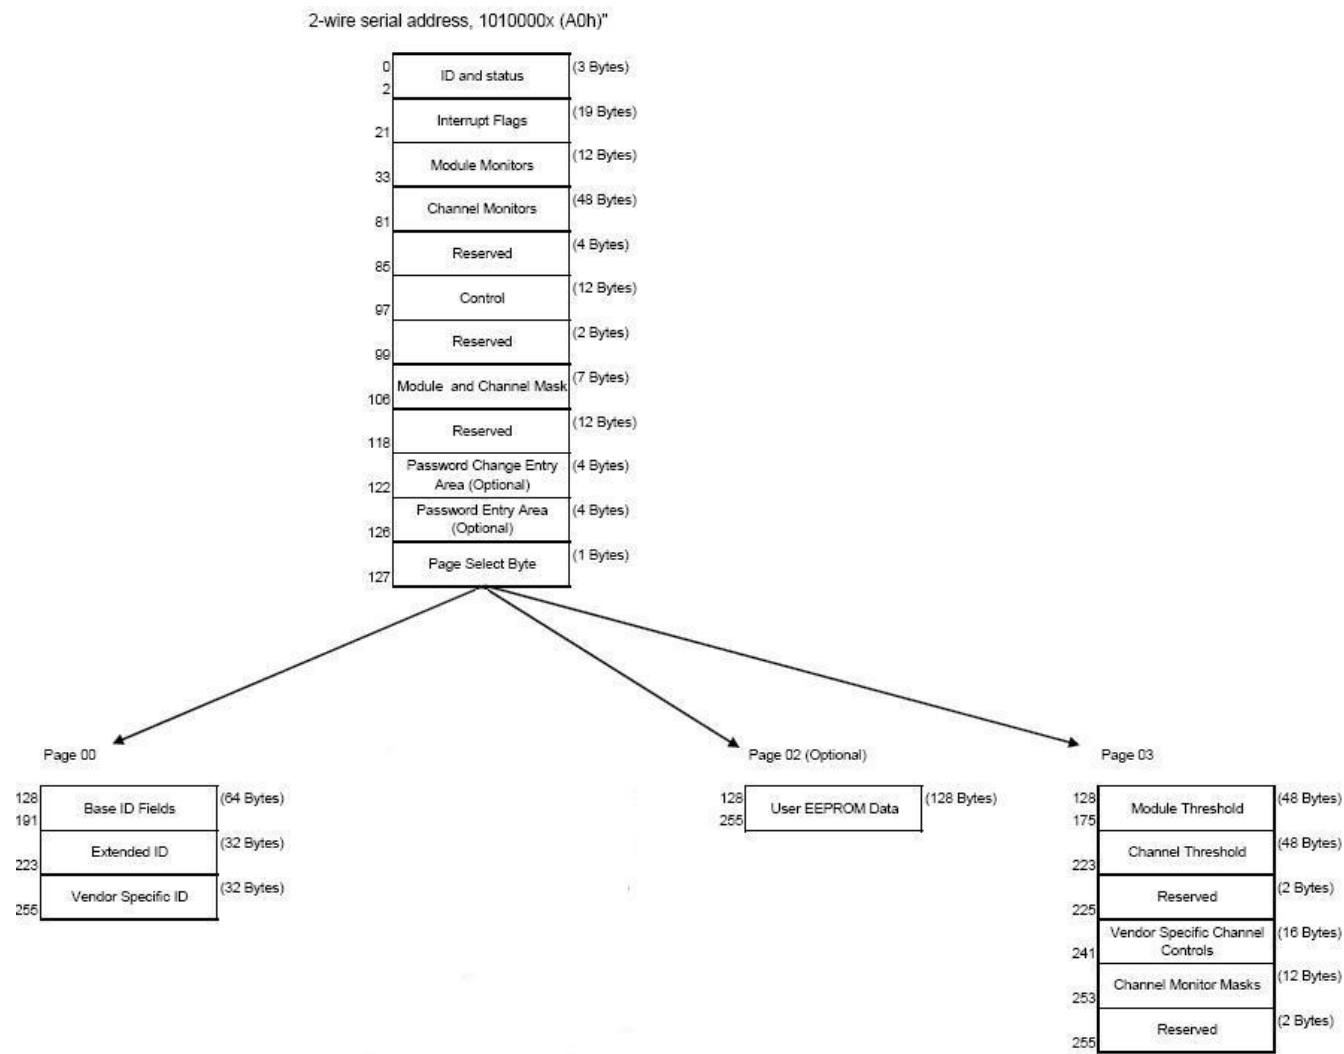 2-wire serial address, 1010000x (A0h)"
0
2
ID and status
(3 Bytes)
21
Interrupt Flags
(19 Bytes)
33
Module Monitors
(12 Bytes)
81
Channel Monitors
(48 Bytes)
85
Reserved
(4 Bytes)
97
Control
(12 Bytes)
99
Reserved
(2 Bytes)
106
Module and Channel Mask
(7 Bytes)
118
Reserved
(12 Bytes)
122
Password Change Entry
Area (Optional)
(4 Bytes)
126
Password Entry Area
(Optional)
(4 Bytes)
127
Page Select Byte
(1 Bytes)
Page 00
128
191
Base ID Fields
(64 Bytes)
223
Extended ID
(32 Bytes)
255
Vendor Specific ID
(32 Bytes)
Page 02 (Optional)
128
255
User EEPROM Data
(128 Bytes)
Page 03
128
175
Module Threshold
(48 Bytes)
223
Channel Threshold
(48 Bytes)
225
Reserved
(2 Bytes)
241
Vendor Specific Channel
Controls
(16 Bytes)
253
Channel Monitor Masks
(12 Bytes)
255
Reserved
(2 Bytes)